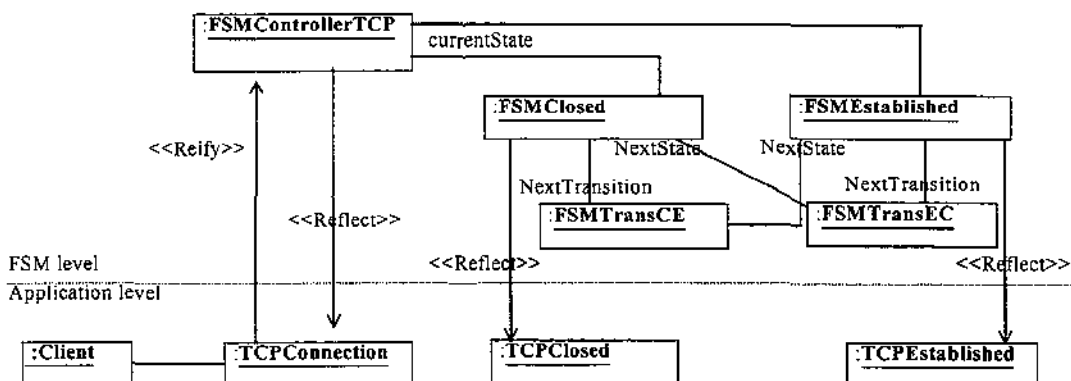 :FSMControllerTCP
currentState
:FSMClosed
:FSMEstablished
<<Reify>>
NextState
NextState
NextTransition
NextTransition
<<Reflect>>
:FSMTransCE
:FSMTransEC
FSM level
<<Reflect>>
<<Reflect>>
Application level
:Client
:TCPConnection
:TCPClosed
:TCPEstablished